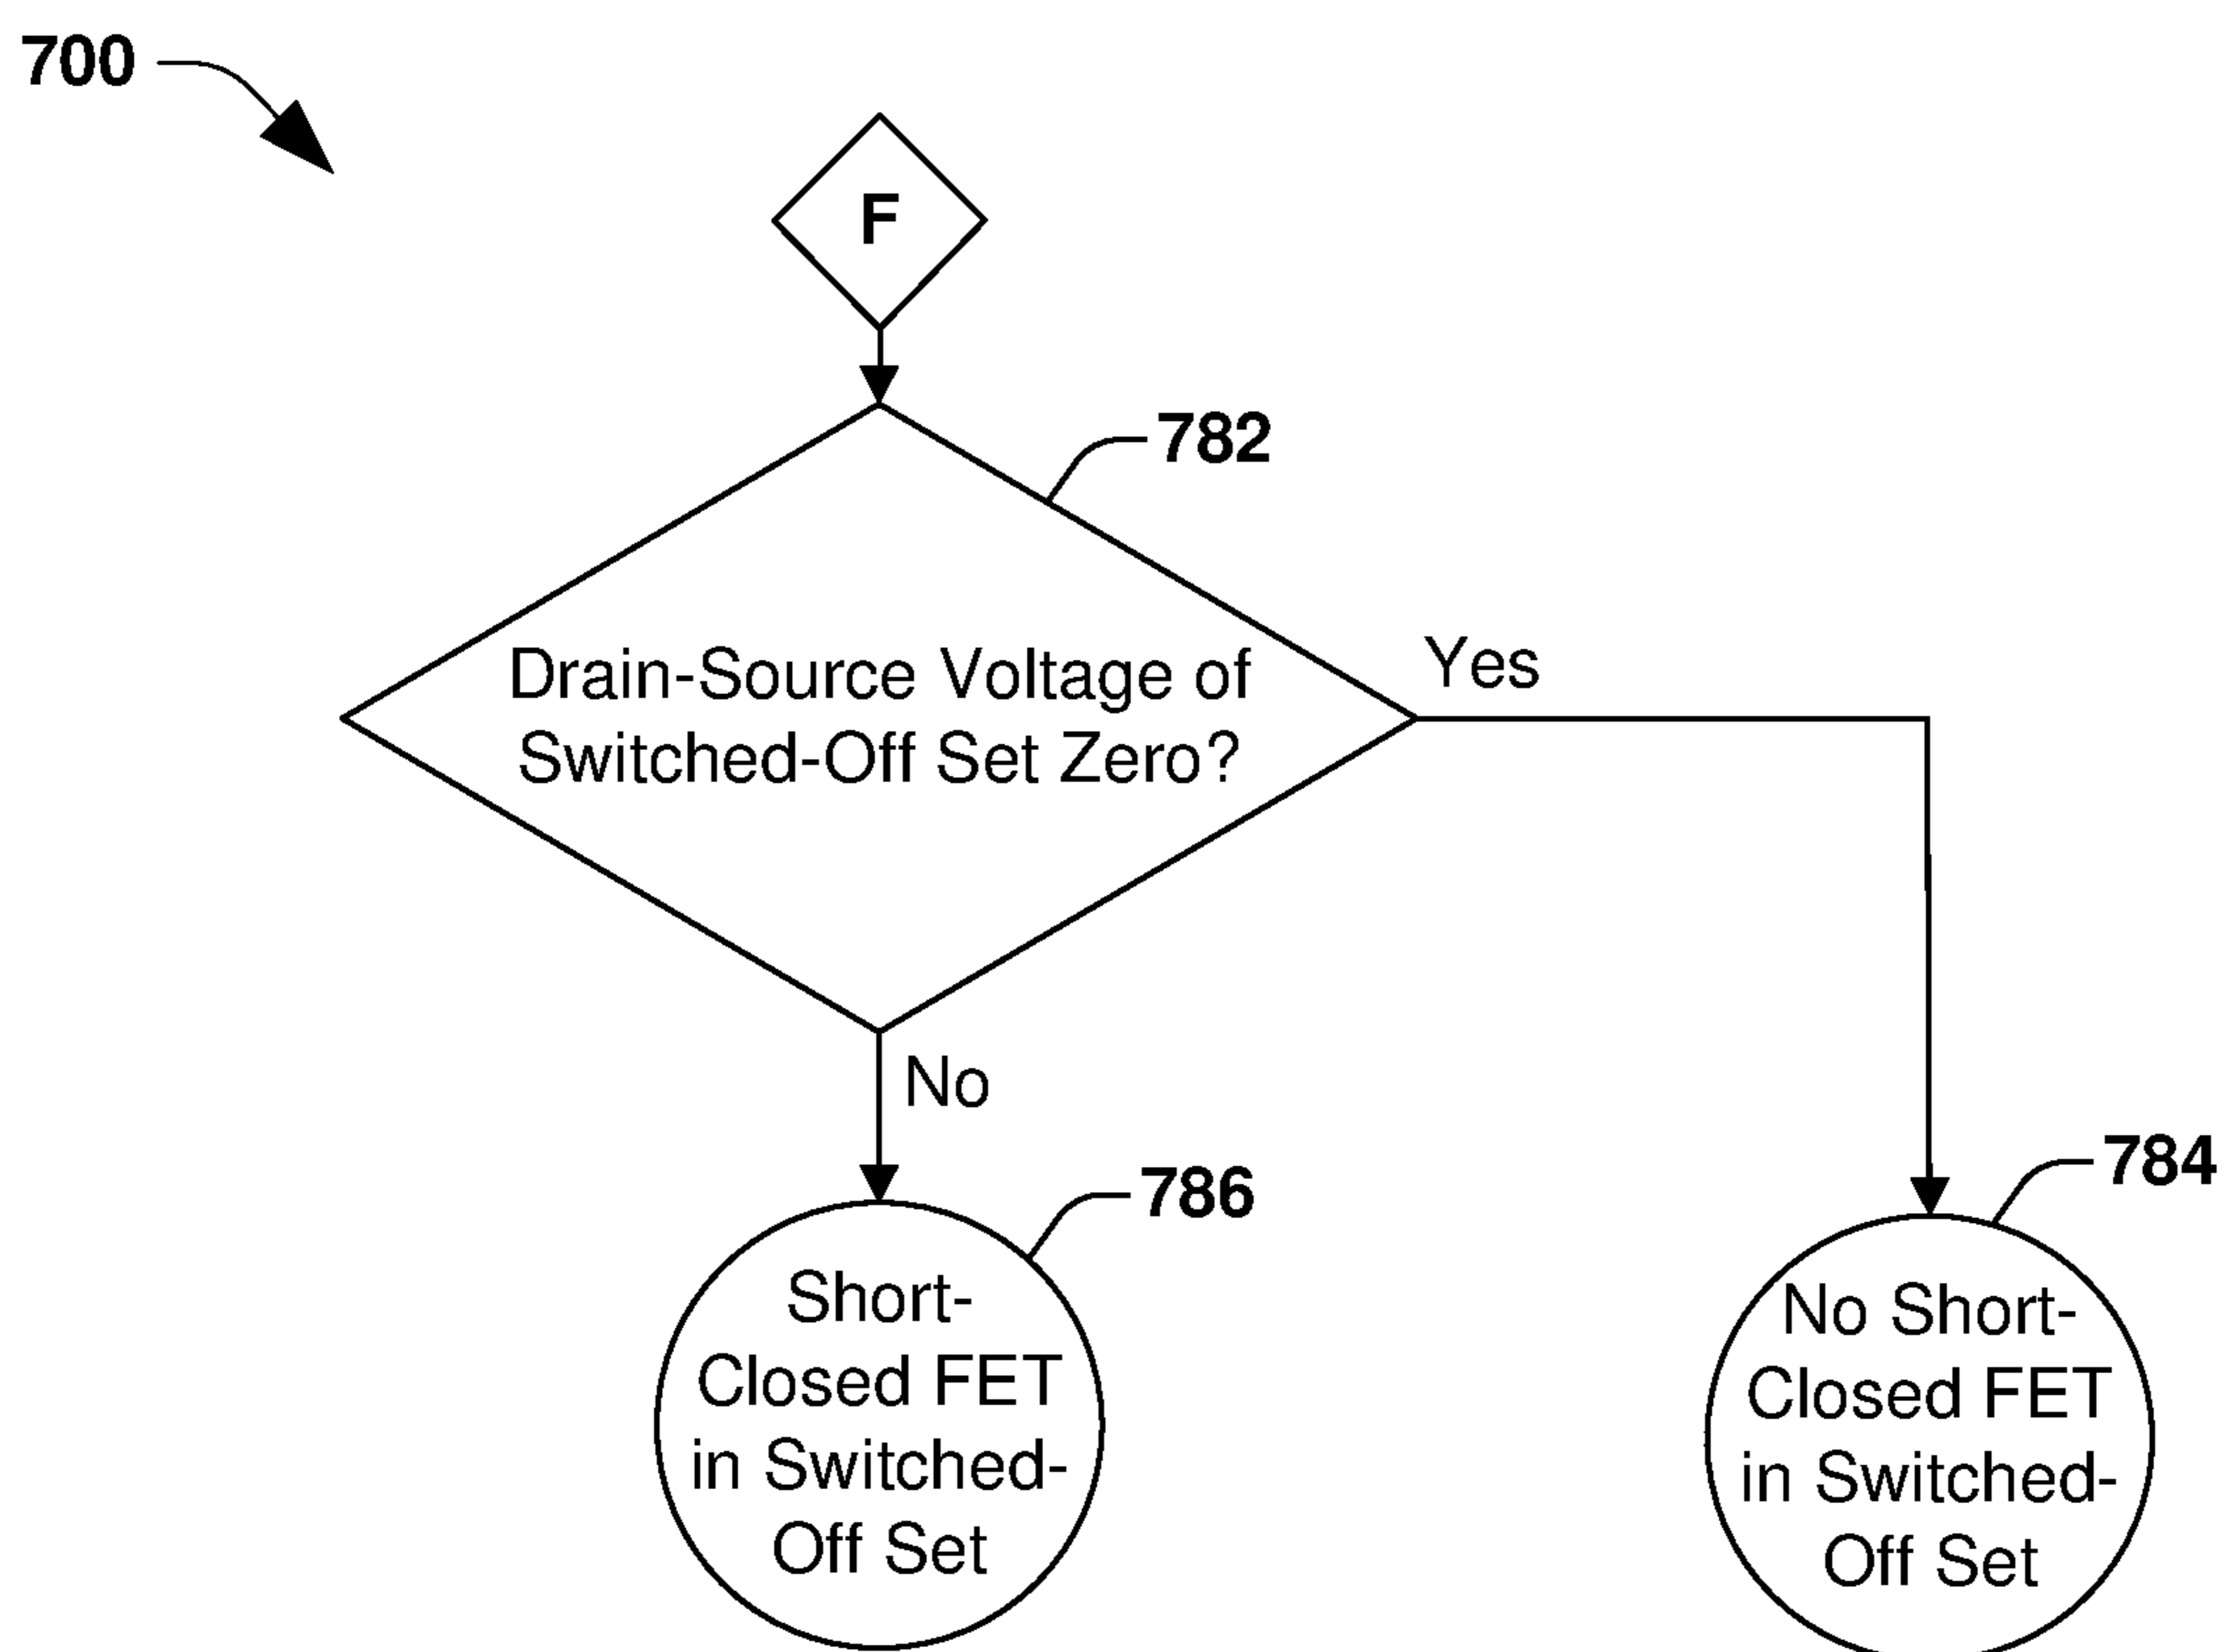 700
F
782
Drain-Source Voltage of
Switched-Off Set Zero?
Yes
No
786
Short-
Closed FET
in Switched-
Off Set
784
No Short-
Closed FET
in Switched-
Off Set